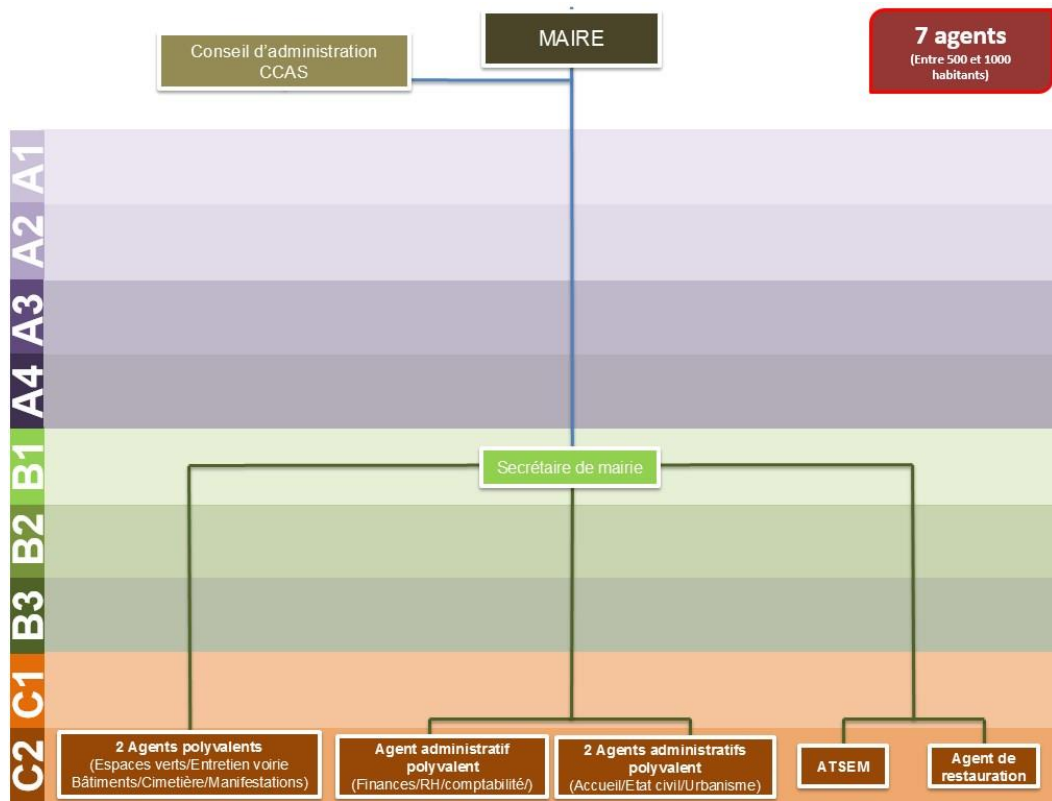 MAIRE
Conseil d’administration
CCAS
7 agents
(Entre 500 et 1000
habitants)
A1
A2
A3
A4
B1
Secrétaire de mairie
B2
B3
C1
C2
2 Agents polyvalents
(Espaces verts/Entretien voirie
Bâtiments/Cimetière/Manifestations)
Agent administratif
polyvalent
(Finances/RH/comptabilité/)
2 Agents administratifs
polyvalent
(Accueil/Etat civil/Urbanisme)
ATSEM
Agent de
restauration